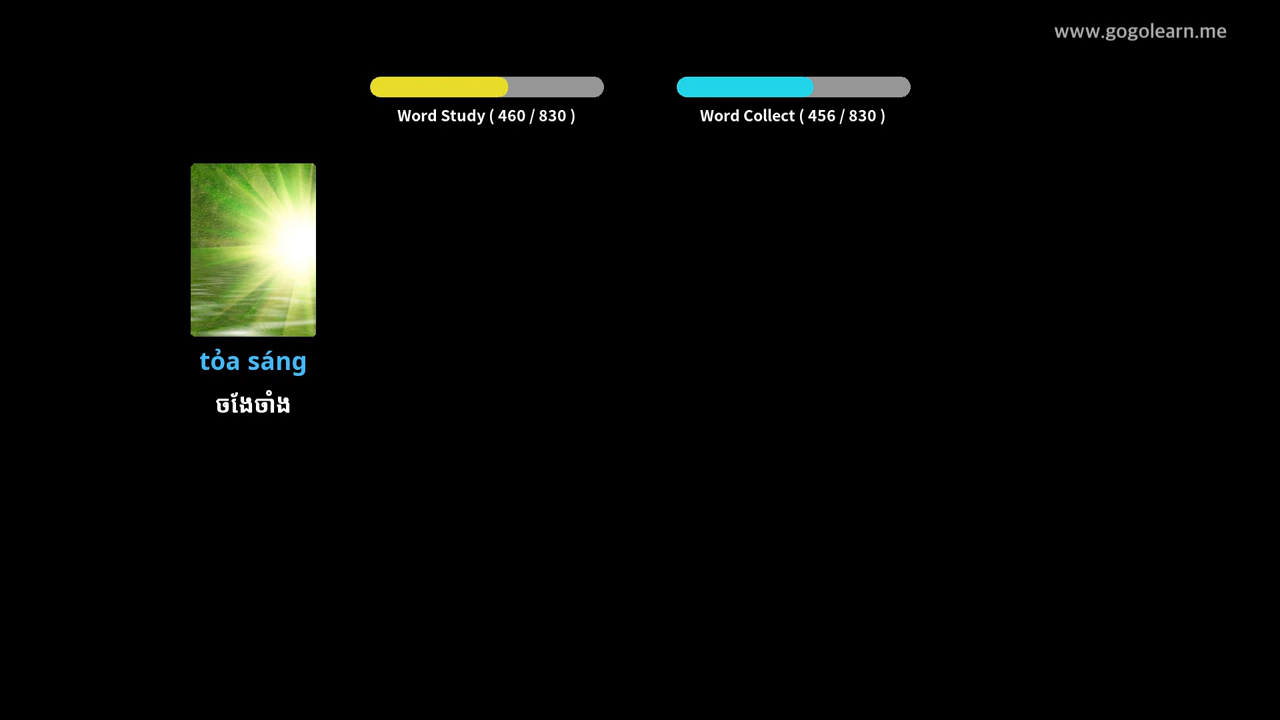 www.gogolearn.me
Word Study ( 460 / 830 )
Word Collect ( 456 / 830 )
tỏa sáng
ចងែចាំង